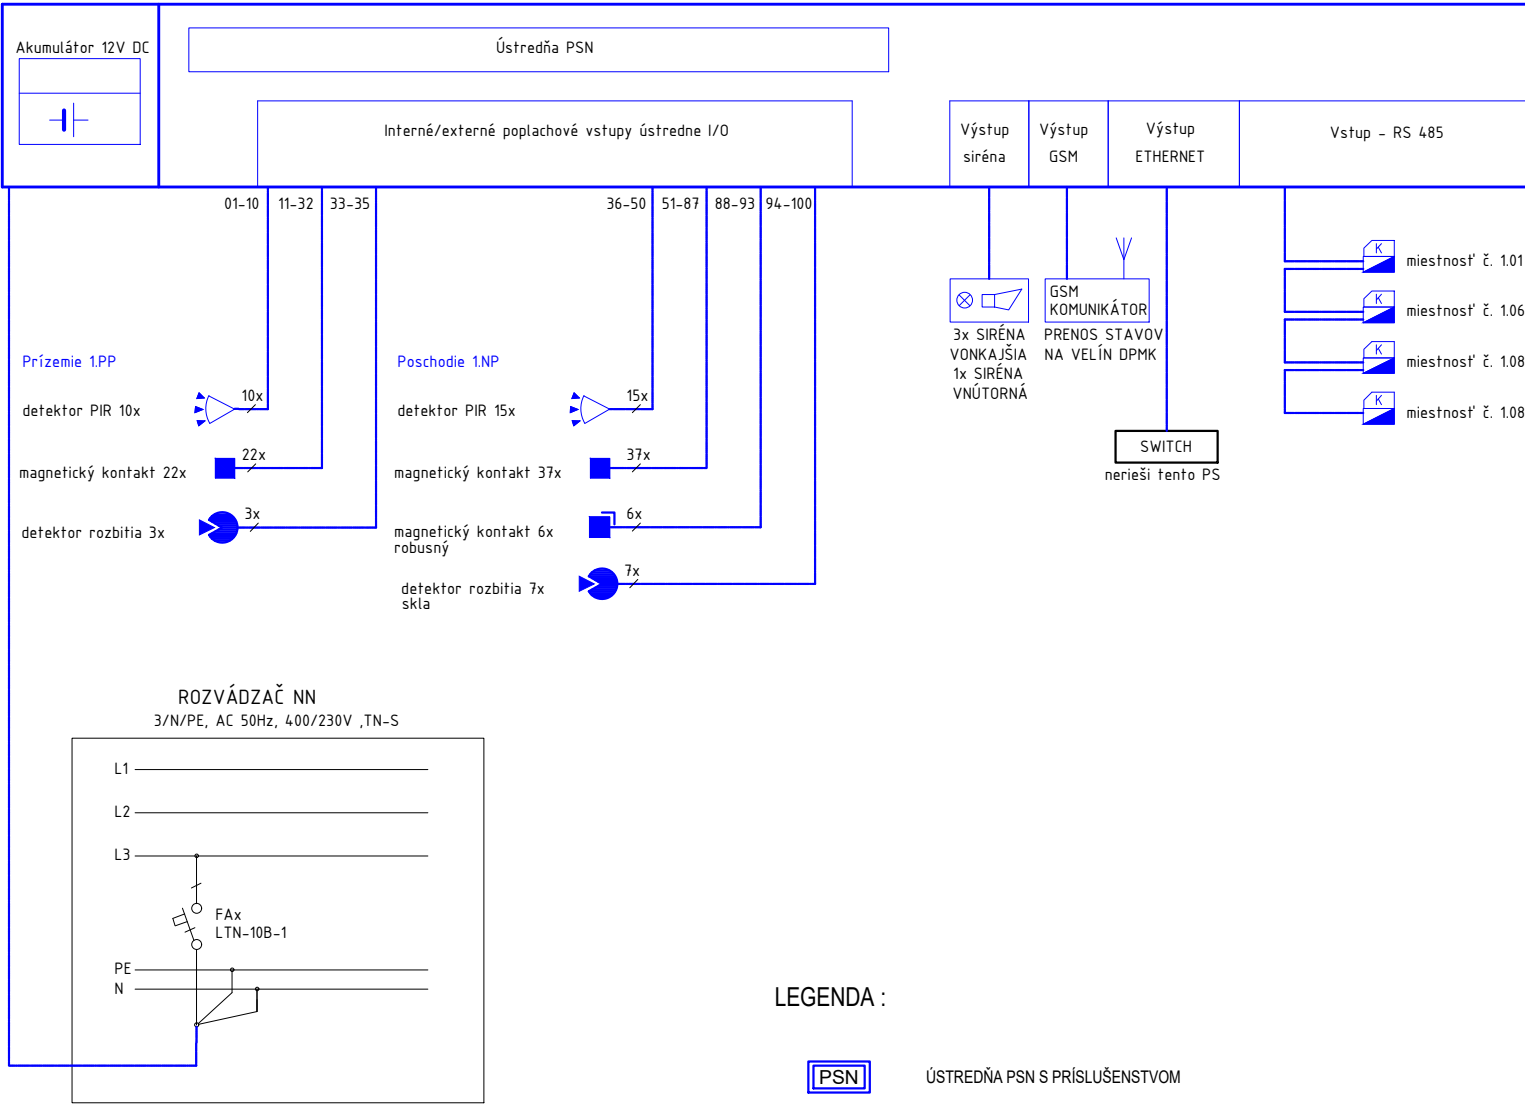 Akumulátor 12V DC
Ústredňa PSN
Interné/externé poplachové vstupy ústredne I/O
Výstup
siréna
Výstup
GSM
Výstup
ETHERNET
Vstup - RS 485
01-10
11-32
33-35
36-50
51-87
88-93
94-100
K
miestnosť č. 1.01
K
miestnosť č. 1.06
K
miestnosť č. 1.08
K
miestnosť č. 1.08
GSM
KOMUNIKÁTOR
3x SIRÉNA
VONKAJŠIA
1x SIRÉNA
VNÚTORNÁ
PRENOS STAVOV
NA VELÍN DPMK
SWITCH
nerieši tento PS
Prízemie 1.PP
detektor PIR 10x
10x
magnetický kontakt 22x
22x
detektor rozbitia 3x
3x
Poschodie 1.NP
detektor PIR 15x
15x
magnetický kontakt 37x
37x
magnetický kontakt 6x
robusný
6x
detektor rozbitia 7x
skla
7x
ROZVÁDZAČ NN
3/N/PE, AC 50Hz, 400/230V ,TN-S
L1
L2
L3
FAx
LTN-10B-1
PE
N
LEGENDA :
PSN
ÚSTREDŇA PSN S PRÍSLUŠENSTVOM